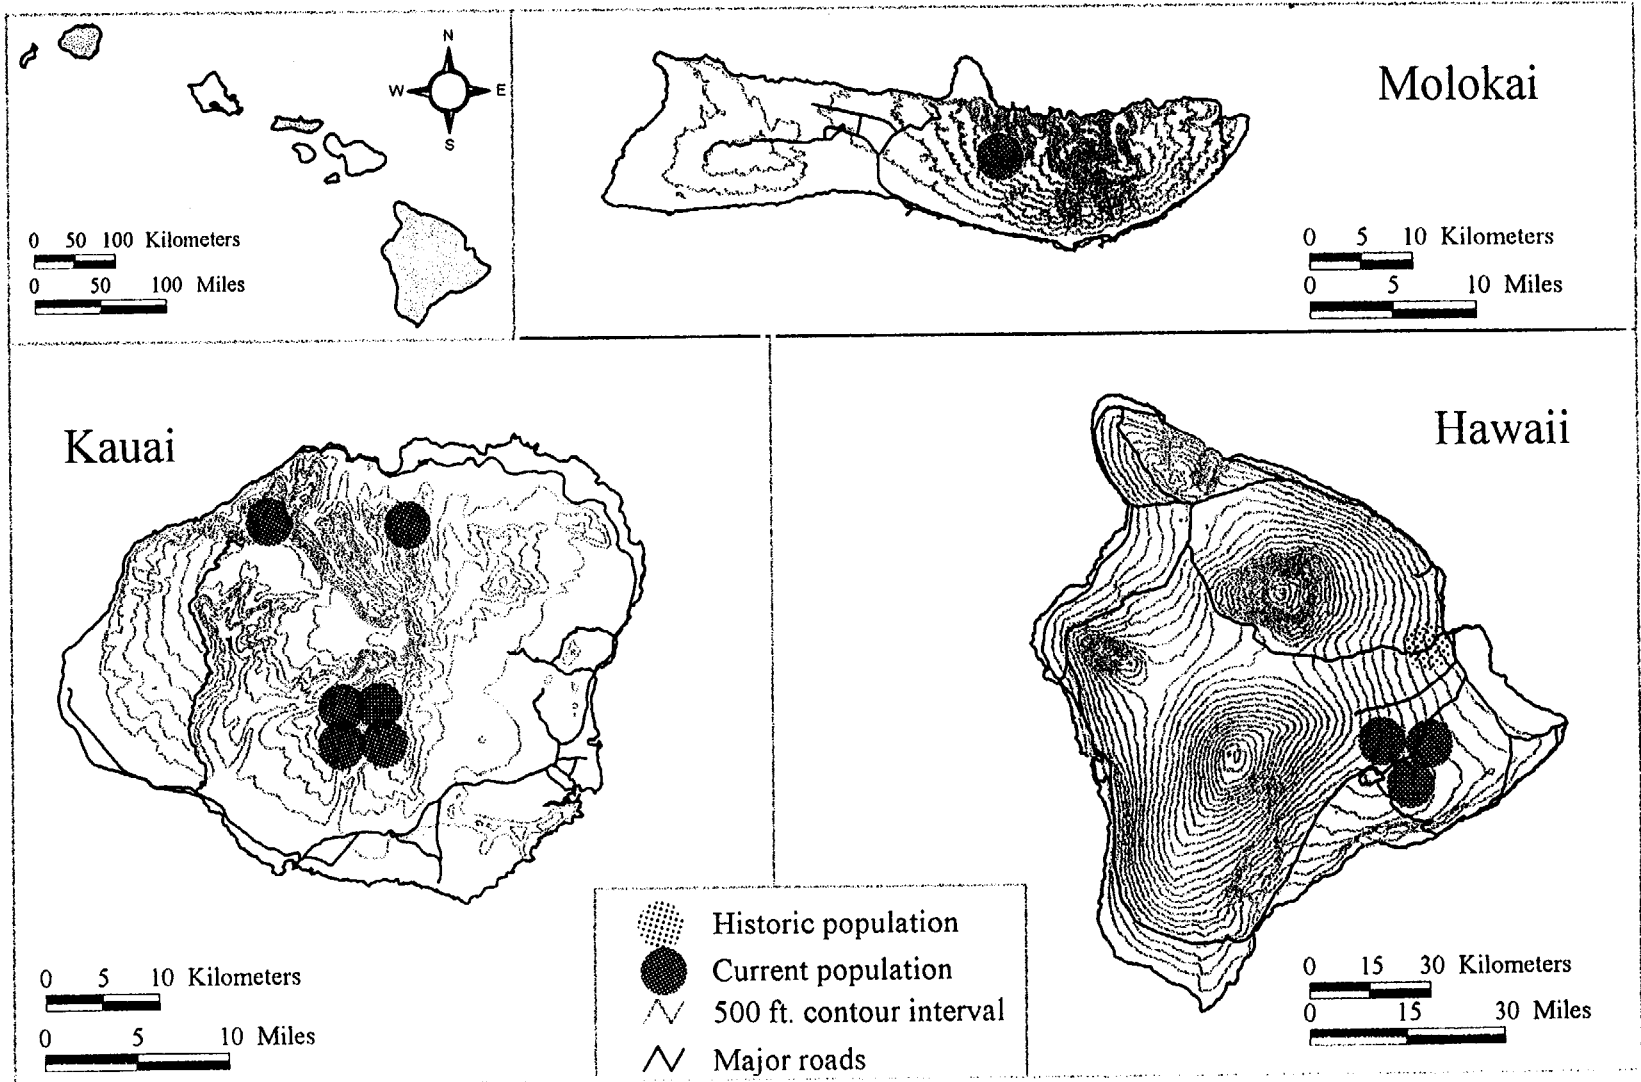 N
W E
S
0 50 100 Kilometers
0 50 100 Miles
Molokai
0 5 10 Kilometers
0 5 10 Miles
Kauai
0 5 10 Kilometers
0 5 10 Miles
Hawaii
0 15 30 Kilometers
0 15 30 Miles
Historic population
Current population
500 ft. contour interval
Major roads